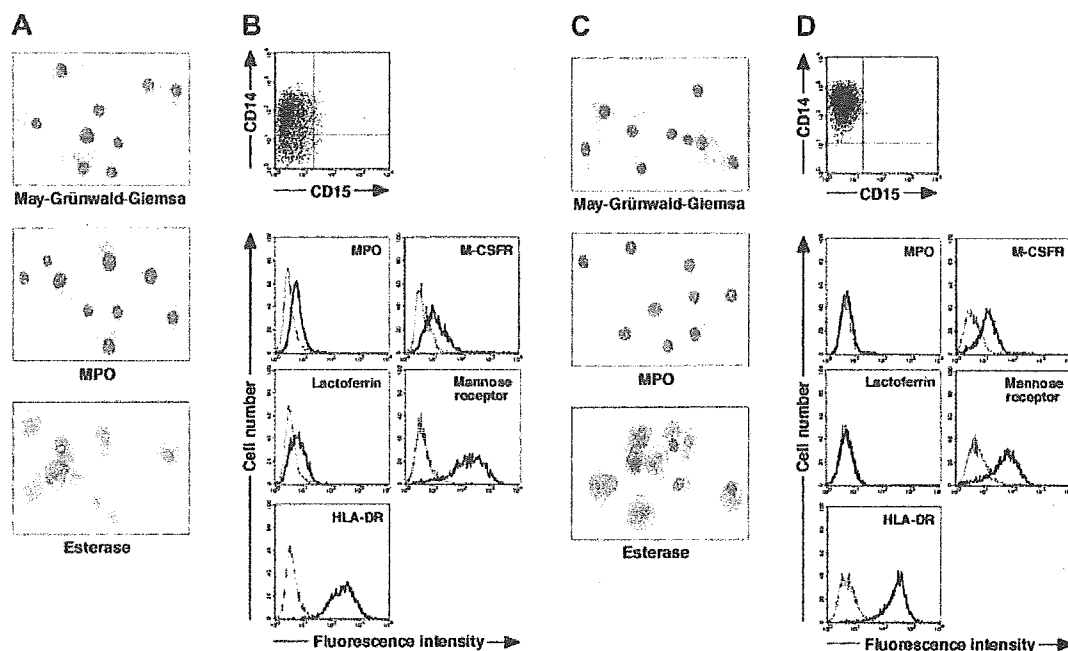 A
May-Grünwald-Giemsa
MPO
Esterase
B
CD14
CD15
Cell number
MPO
M-CSFR
Lactoferrin
Mannose
receptor
HLA-DR
Fluorescence intensity
C
May-Grünwald-Giemsa
MPO
Esterase
D
CD14
CD15
Cell number
MPO
M-CSFR
Lactoferrin
Mannose
receptor
HLA-DR
Fluorescence intensity